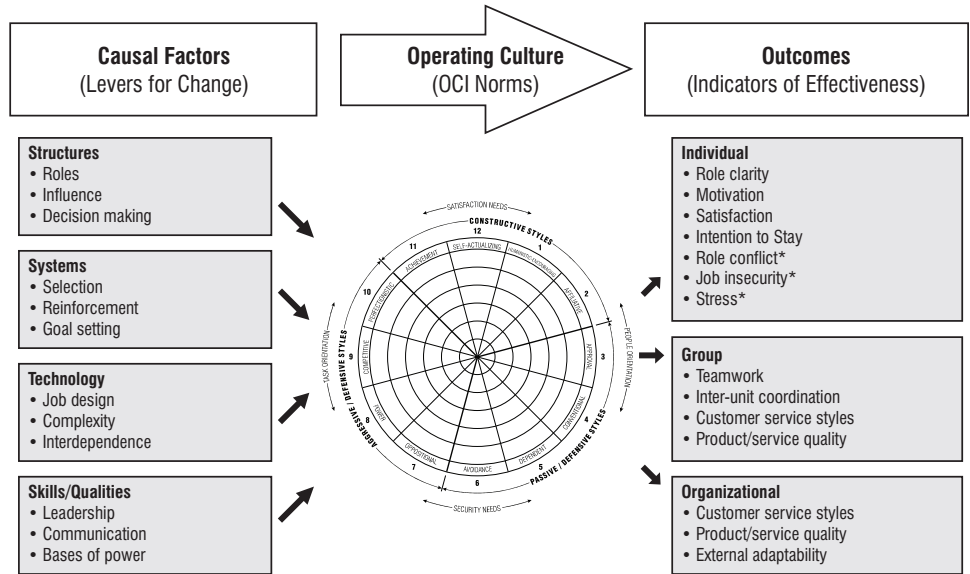 Causal Factors
(Levers for Change)
Operating Culture
(OCI Norms)
Outcomes
(Indicators of Effectiveness)
Structures
• Roles
• Influence
• Decision making
Systems
• Selection
• Reinforcement
• Goal setting
Technology
• Job design
• Complexity
• Interdependence
Skills/Qualities
• Leadership
• Communication
• Bases of power
SATISFACTION NEEDS
CONSTRUCTIVE STYLES
12
SELF-ACTUALIZING
1
HUMANISTIC-ENCOURAGING
2
AFFILIATIVE
PEOPLE ORIENTATION
3
APPROVAL
4
CONVENTIONAL
PASSIVE / DEFENSIVE STYLES
5
DEPENDENT
6
AVOIDANCE
SECURITY NEEDS
7
OPPOSITIONAL
AGGRESSIVE / DEFENSIVE STYLES
8
POWER
9
COMPETITIVE
TASK ORIENTATION
10
PERFECTIONISTIC
11
ACHIEVEMENT
Individual
• Role clarity
• Motivation
• Satisfaction
• Intention to Stay
• Role conflict*
• Job insecurity*
• Stress*
Group
• Teamwork
• Inter-unit coordination
• Customer service styles
• Product/service quality
Organizational
• Customer service styles
• Product/service quality
• External adaptability